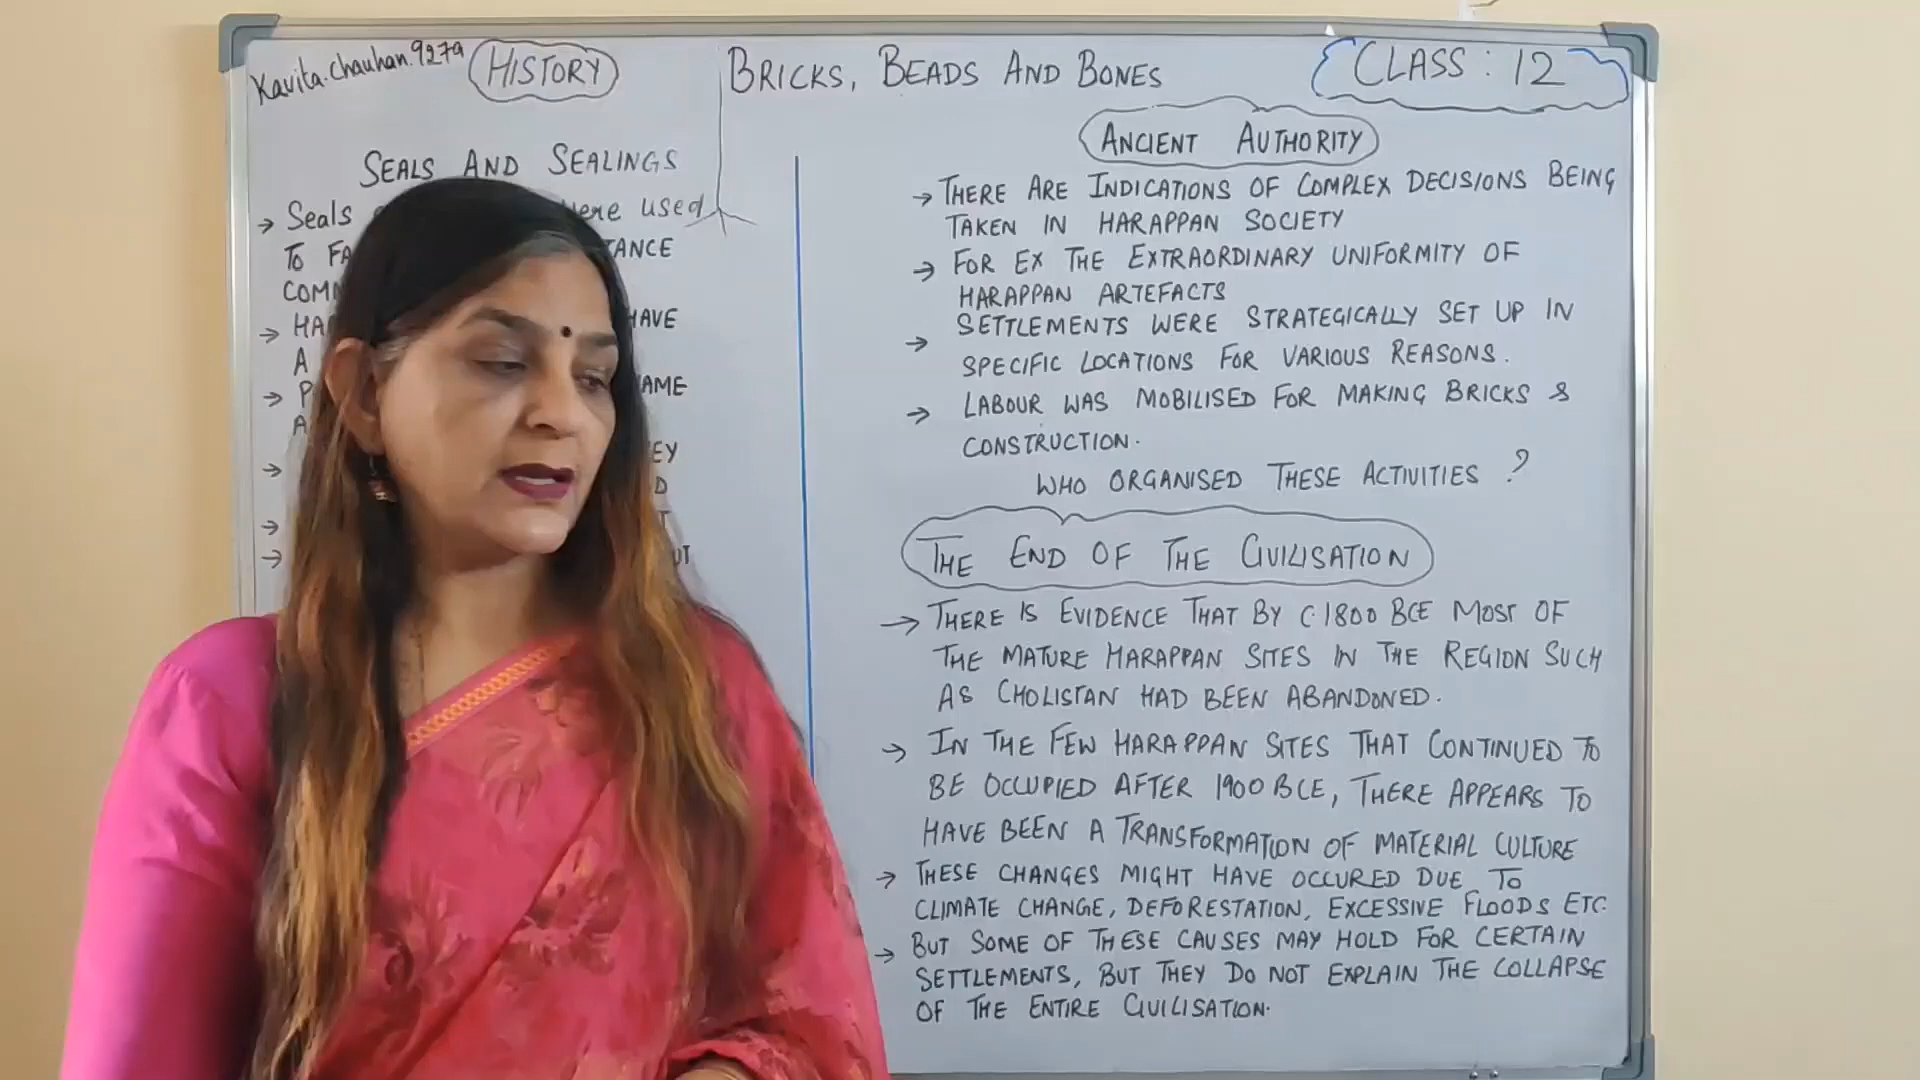 Kavita.Chauhan.9279
HISTORY
BRICKS, BEADS AND BONES
CLASS : 12
SEALS AND SEALINGS
→ Seals were used
TO FA TANCE
COMM
→ HA HAVE
A
→ P AME
A
→ EY
D
→ T
→ UT
ANCIENT AUTHORITY
→ THERE ARE INDICATIONS OF COMPLEX DECISIONS BEING
TAKEN IN HARAPPAN SOCIETY
→ FOR EX THE EXTRAORDINARY UNIFORMITY OF
HARAPPAN ARTEFACTS
→ SETTLEMENTS WERE STRATEGICALLY SET UP IN
SPECIFIC LOCATIONS FOR VARIOUS REASONS.
→ LABOUR WAS MOBILISED FOR MAKING BRICKS &
CONSTRUCTION.
WHO ORGANISED THESE ACTIVITIES ?
THE END OF THE CIVILISATION
→ THERE IS EVIDENCE THAT BY C.1800 BCE MOST OF
THE MATURE HARAPPAN SITES IN THE REGION SUCH
AS CHOLISTAN HAD BEEN ABANDONED.
→ IN THE FEW HARAPPAN SITES THAT CONTINUED TO
BE OCCUPIED AFTER 1900 BCE, THERE APPEARS TO
HAVE BEEN A TRANSFORMATION OF MATERIAL CULTURE
→ THESE CHANGES MIGHT HAVE OCCURED DUE TO
CLIMATE CHANGE, DEFORESTATION, EXCESSIVE FLOODS ETC.
→ BUT SOME OF THESE CAUSES MAY HOLD FOR CERTAIN
SETTLEMENTS, BUT THEY DO NOT EXPLAIN THE COLLAPSE
OF THE ENTIRE CIVILISATION.